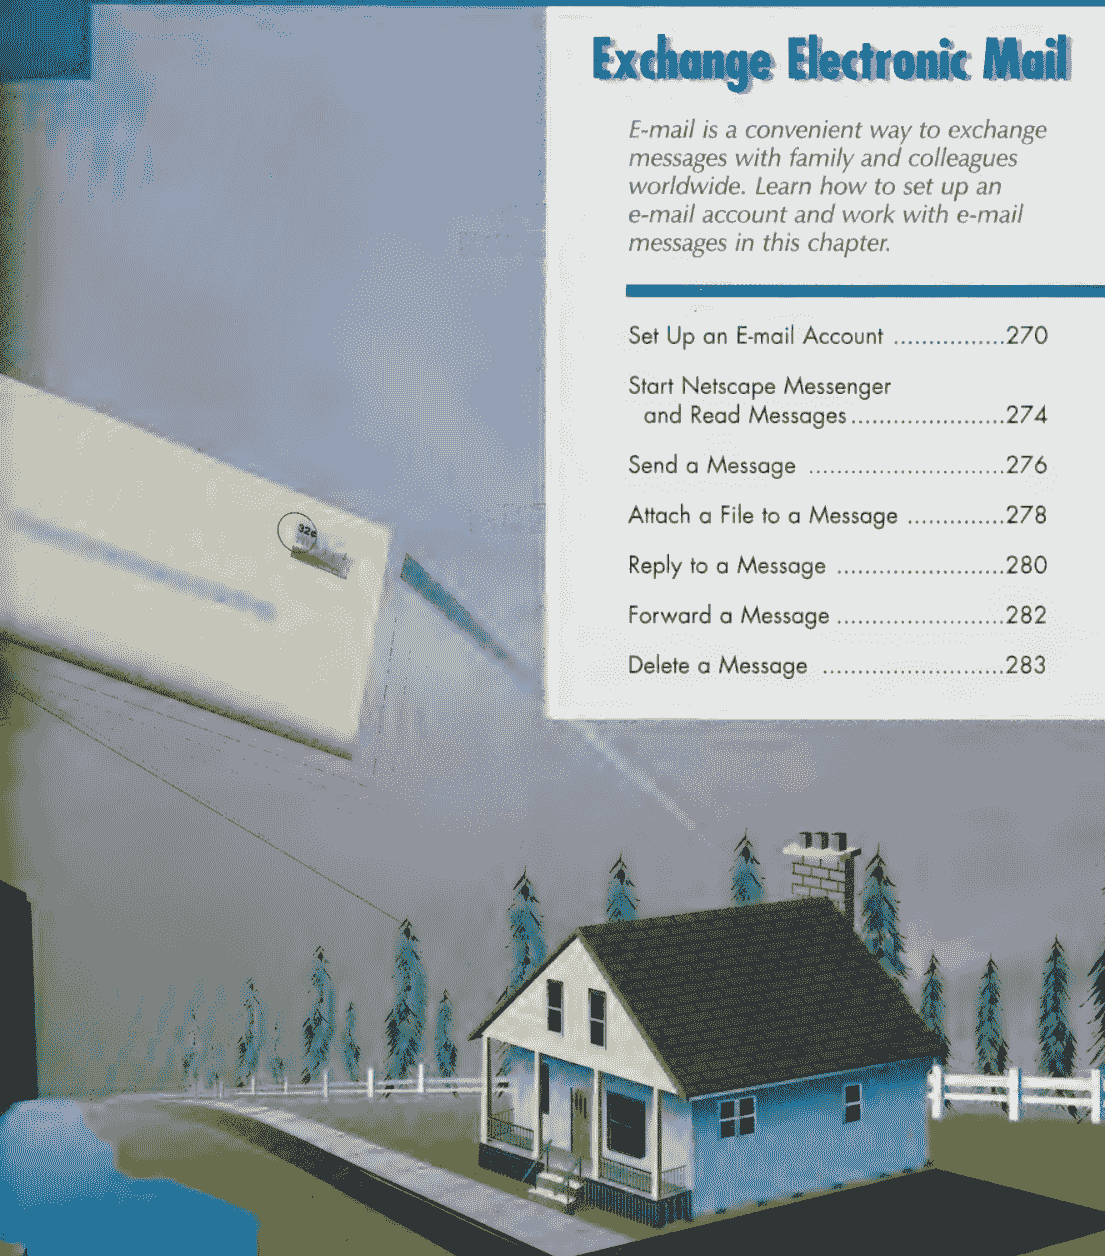 Exchange Electronic Mail
E-mail is a convenient way to exchange
messages with family and colleagues
worldwide. Learn how to set up an
e-mail account and work with e-mail
messages in this chapter.
Set Up an E-mail Account ................270
Start Netscape Messenger
and Read Messages......................274
Send a Message ............................276
Attach a File to a Message ..............278
Reply to a Message ........................280
Forward a Message ........................282
Delete a Message ..........................283
32¢